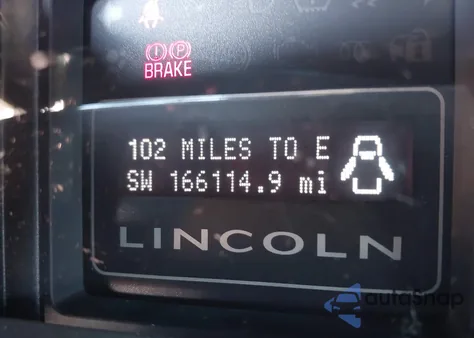 BRAKE
102 MILES TO E
SW 166114.9 mi
LINCOLN
autoSnap